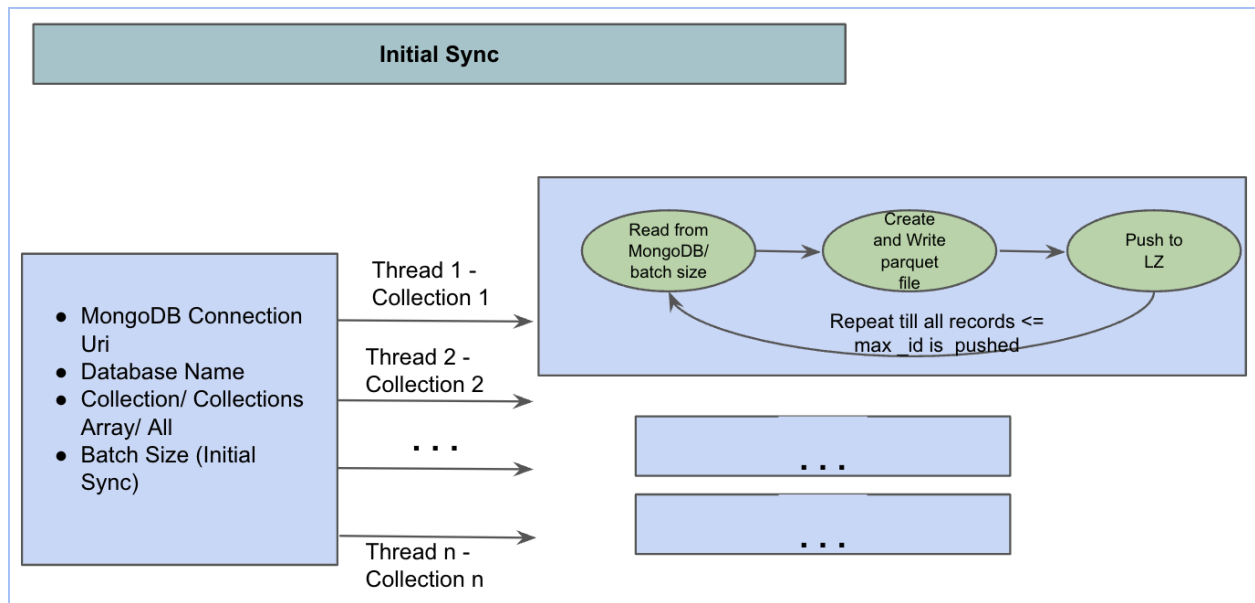 Initial Sync
● MongoDB Connection
Uri
● Database Name
● Collection/ Collections
Array/ All
● Batch Size (Initial
Sync)
Thread 1 -
Collection 1
Thread 2 -
Collection 2
. . .
Thread n -
Collection n
Read from
MongoDB/
batch size
Create
and Write
parquet
file
Push to
LZ
Repeat till all records <=
max _id is pushed
. . .
. . .